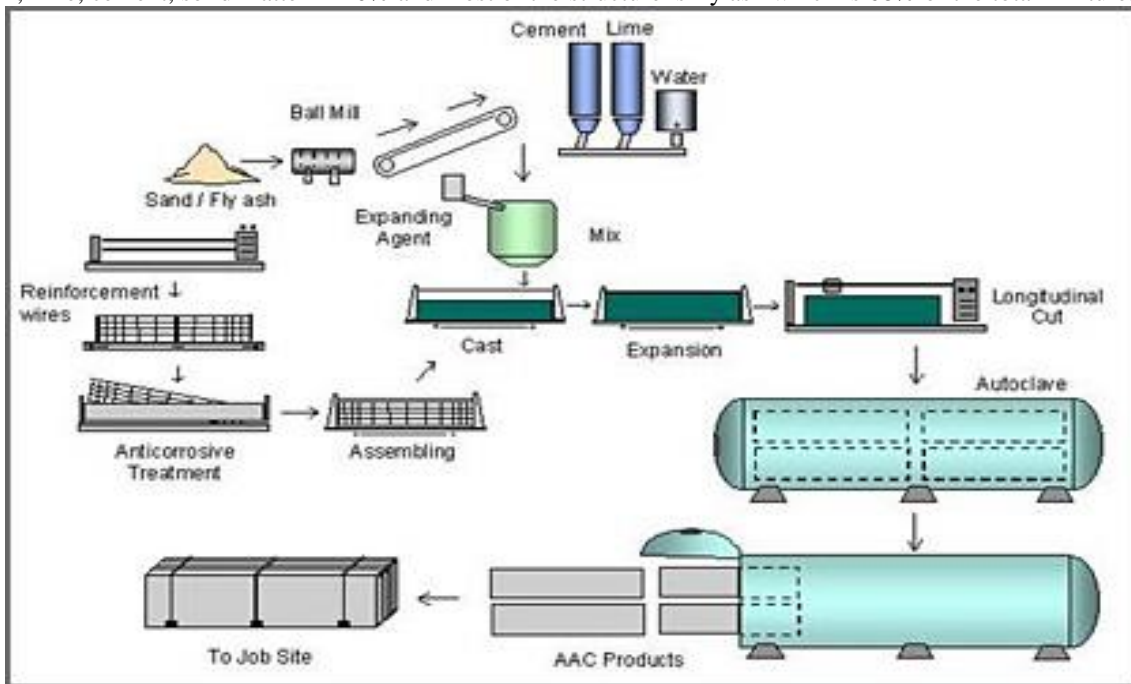 Cement Lime
Water
Ball Mill
Sand / Fly ash
Expanding
Agent
Mix
Reinforcement
wires
Cast
Expansion
Longitudinal
Cut
Anticorrosive
Treatment
Assembling
Autoclave
AAC Products
To Job Site